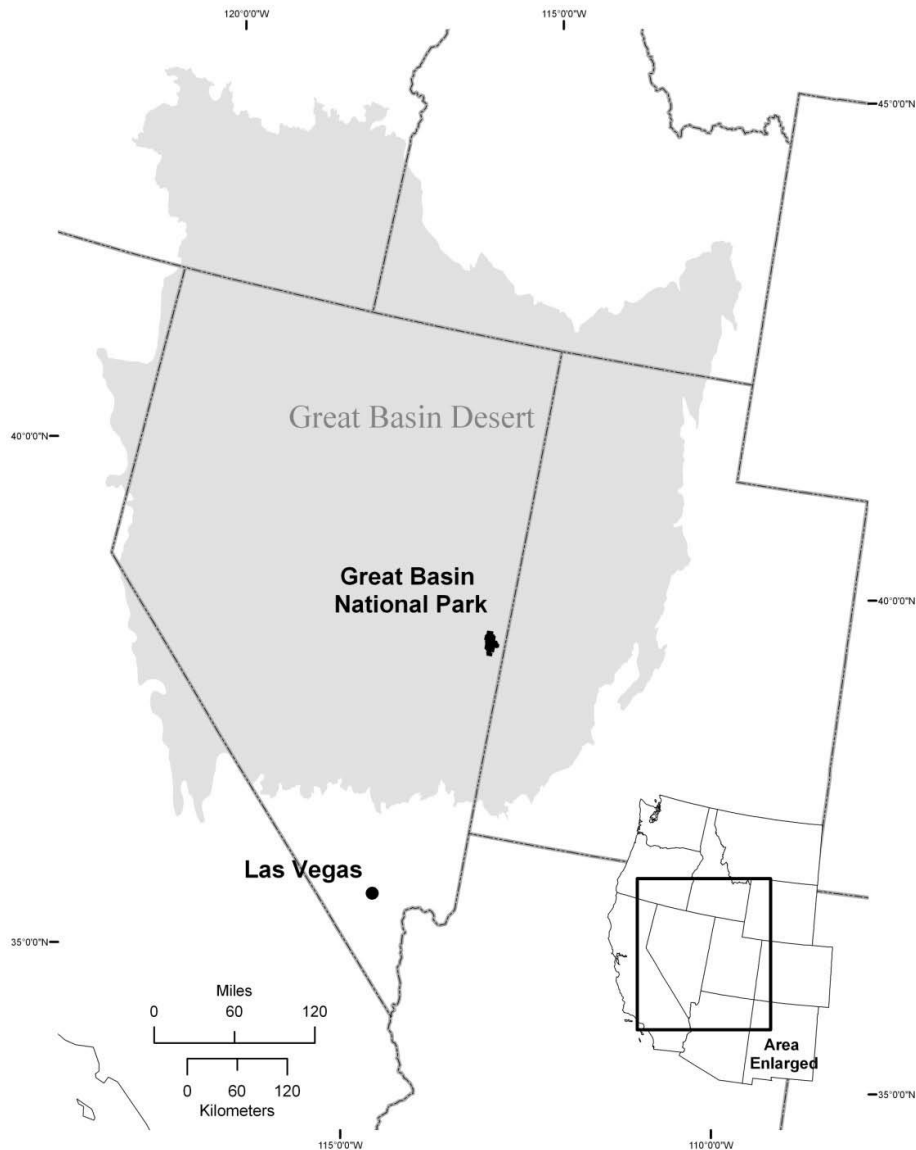 120°0'0"W
115°0'0"W
45°0'0"N
Great Basin Desert
40°0'0"N
Great Basin
National Park
40°0'0"N
Las Vegas
35°0'0"N
Miles
0 60 120
0 60 120
Kilometers
Area
Enlarged
35°0'0"N
115°0'0"W
110°0'0"W